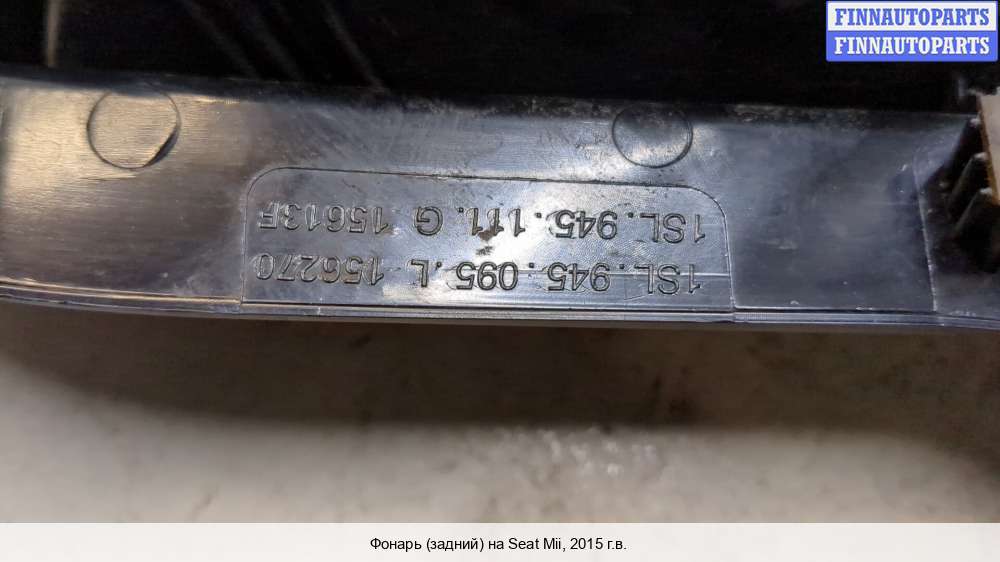 FINNAUTOPARTS
FINNAUTOPARTS
1SL. 945. 095 .L 156270
1SL. 945. 111. G 15613F
Фонарь (задний) на Seat Mii, 2015 г.в.